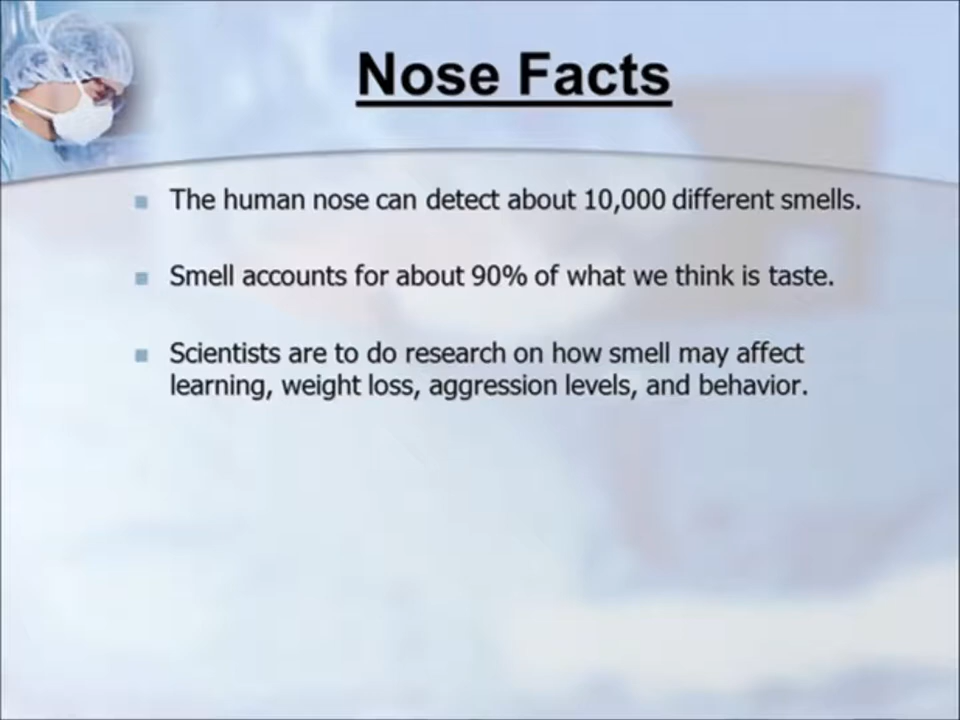 Nose Facts
The human nose can detect about 10,000 different smells.
Smell accounts for about 90% of what we think is taste.
Scientists are to do research on how smell may affect
learning, weight loss, aggression levels, and behavior.